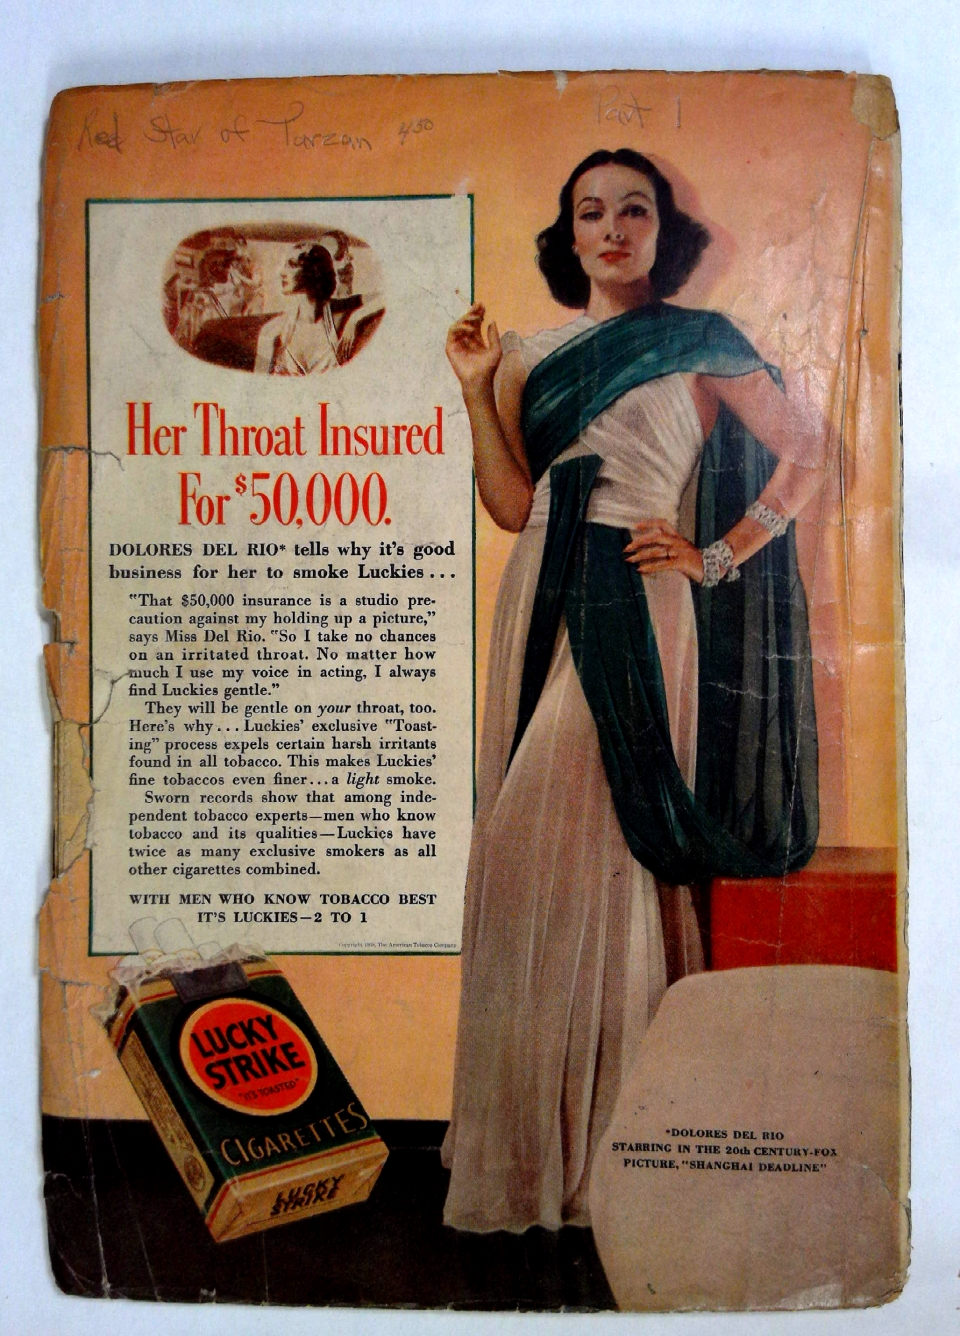 Red Star of Tarzan 4.50 Part 1
Her Throat Insured
For $50,000.
DOLORES DEL RIO* tells why it's good
business for her to smoke Luckies . . .
"That $50,000 insurance is a studio pre-
caution against my holding up a picture,"
says Miss Del Rio. "So I take no chances
on an irritated throat. No matter how
much I use my voice in acting, I always
find Luckies gentle."
They will be gentle on your throat, too.
Here's why . . . Luckies' exclusive "Toast-
ing" process expels certain harsh irritants
found in all tobacco. This makes Luckies'
fine tobaccos even finer . . . a light smoke.
Sworn records show that among inde-
pendent tobacco experts—men who know
tobacco and its qualities—Luckies have
twice as many exclusive smokers as all
other cigarettes combined.
WITH MEN WHO KNOW TOBACCO BEST
IT'S LUCKIES—2 TO 1
Copyright 1938, The American Tobacco Company
LUCKY
STRIKE
"IT'S TOASTED"
CIGARETTES
LUCKY
STRIKE
*DOLORES DEL RIO
STARRING IN THE 20th CENTURY-FOX
PICTURE, "SHANGHAI DEADLINE"